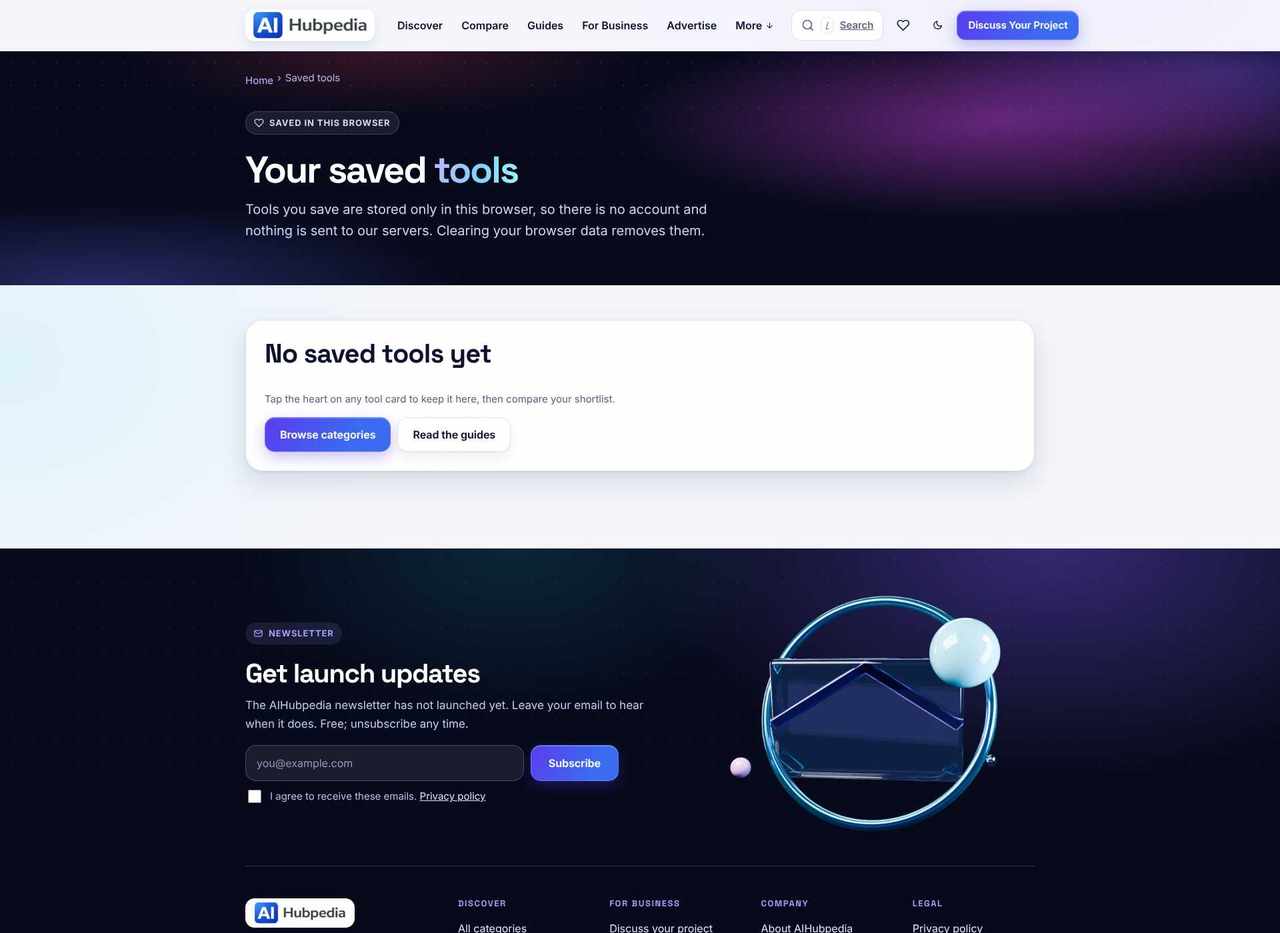 AI Hubpedia
Discover
Compare
Guides
For Business
Advertise
More ↓
/
Search
Discuss Your Project
Home › Saved tools
SAVED IN THIS BROWSER
Your saved tools
Tools you save are stored only in this browser, so there is no account and
nothing is sent to our servers. Clearing your browser data removes them.
No saved tools yet
Tap the heart on any tool card to keep it here, then compare your shortlist.
Browse categories
Read the guides
NEWSLETTER
Get launch updates
The AIHubpedia newsletter has not launched yet. Leave your email to hear
when it does. Free; unsubscribe any time.
you@example.com
Subscribe
I agree to receive these emails. Privacy policy
AI Hubpedia
DISCOVER
All categories
FOR BUSINESS
Discuss your project
COMPANY
About AIHubpedia
LEGAL
Privacy policy